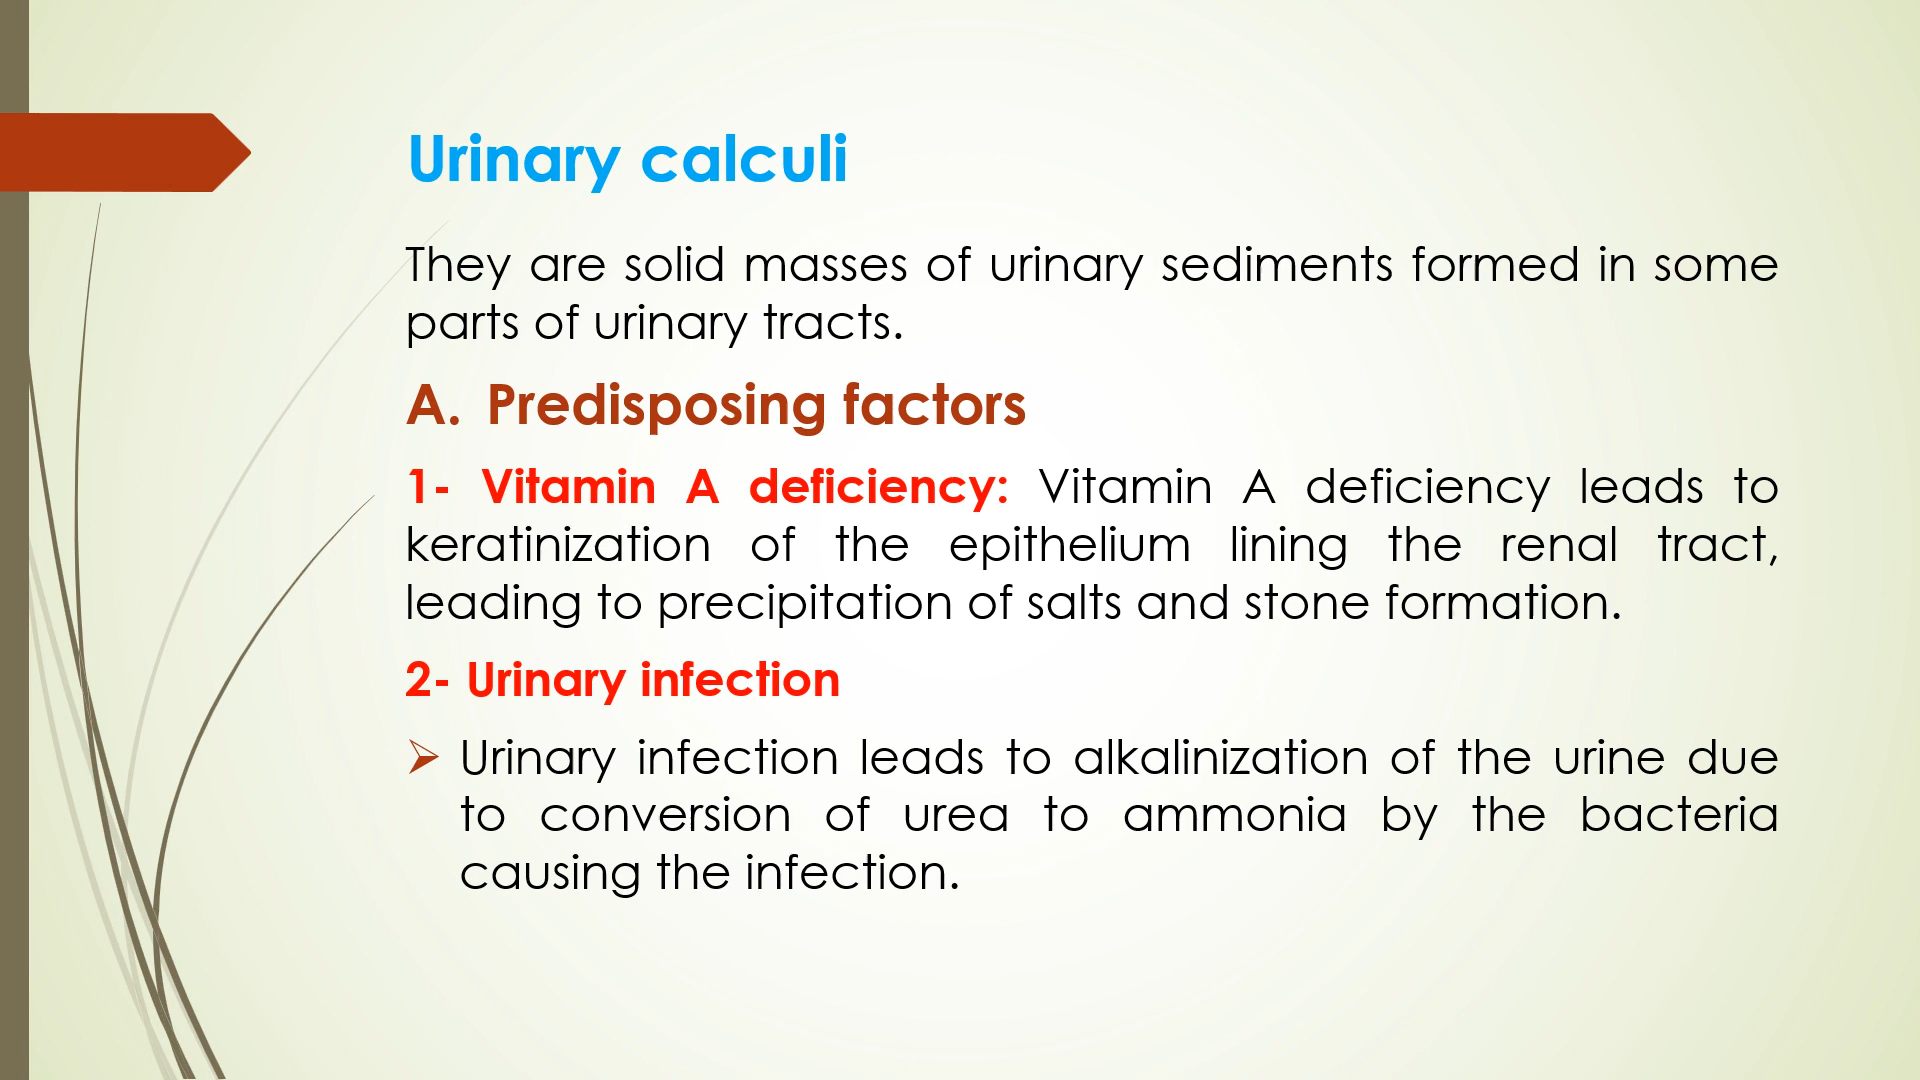 Urinary calculi
They are solid masses of urinary sediments formed in some
parts of urinary tracts.
A. Predisposing factors
1- Vitamin A deficiency: Vitamin A deficiency leads to
keratinization of the epithelium lining the renal tract,
leading to precipitation of salts and stone formation.
2- Urinary infection
➢ Urinary infection leads to alkalinization of the urine due
to conversion of urea to ammonia by the bacteria
causing the infection.